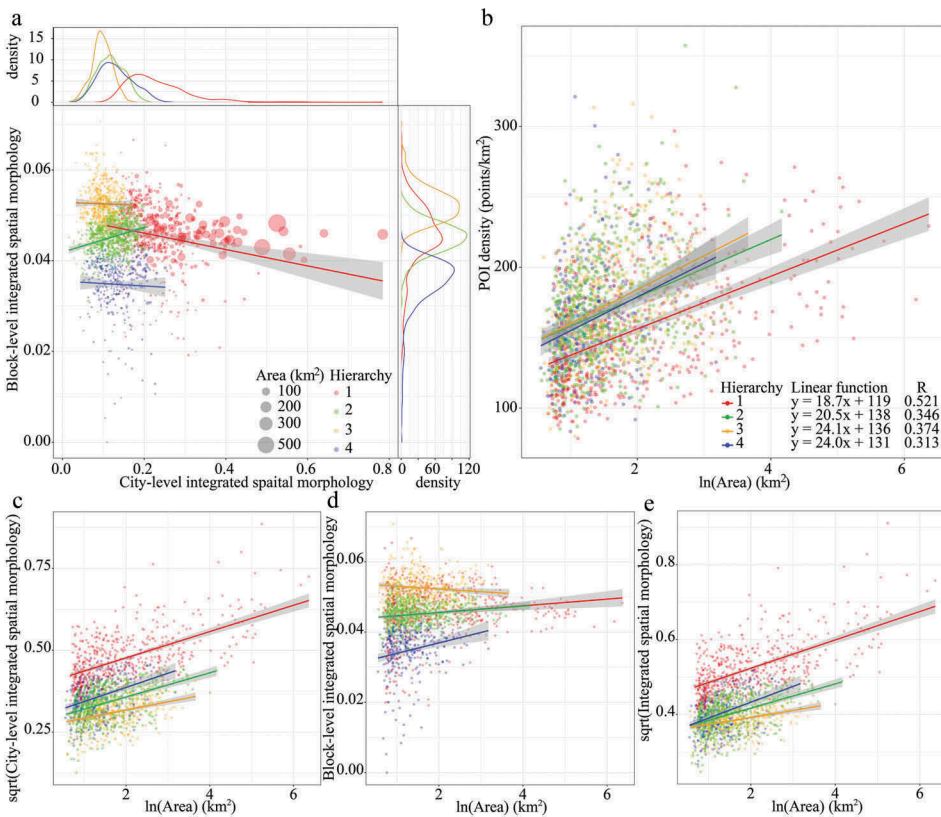 a
density
15
10
5
0
Block-level integrated spatial morphology
0.06
0.04
0.02
0.00
Area (km²) Hierarchy
100 1
200 2
300 3
500 4
0.0 0.2 0.4 0.6 0.8
City-level integrated spaital morphology
0 60 120
density
b
POI density (points/km²)
300
200
100
Hierarchy Linear function R
1 y = 18.7x + 119 0.521
2 y = 20.5x + 138 0.346
3 y = 24.1x + 136 0.374
4 y = 24.0x + 131 0.313
2 4 6
ln(Area) (km²)
c
sqrt(City-level integrated spatial morphology)
0.75
0.50
0.25
2 4 6
ln(Area) (km²)
d
Block-level integrated spatial morphology
0.06
0.04
0.02
0.00
2 4 6
ln(Area) (km²)
e
sqrt(Integrated spatial morphology)
0.8
0.6
0.4
2 4 6
ln(Area) (km²)